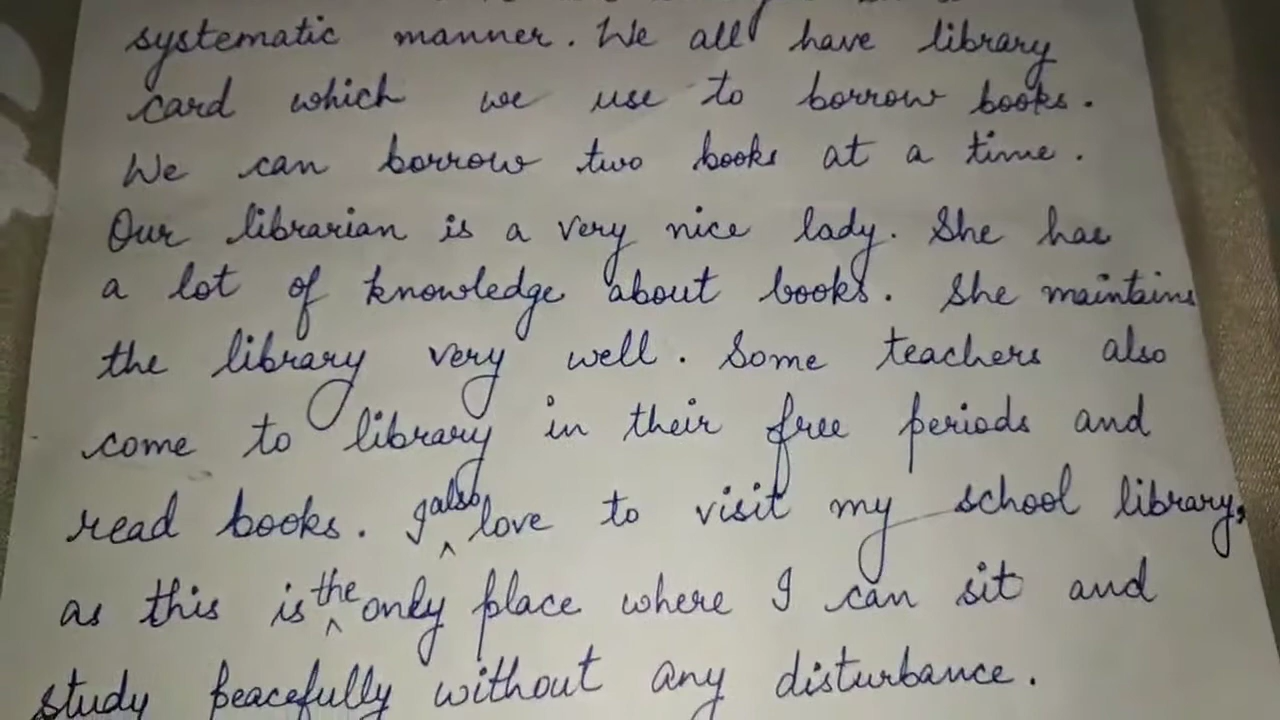 systematic manner. We all have library
card which we use to borrow books.
We can borrow two books at a time.
Our librarian is a very nice lady. She has
a lot of knowledge about books. She maintains
the library very well. Some teachers also
come to library in their free periods and
read books. I also love to visit my school library,
as this is the only place where I can sit and
study peacefully without any disturbance.